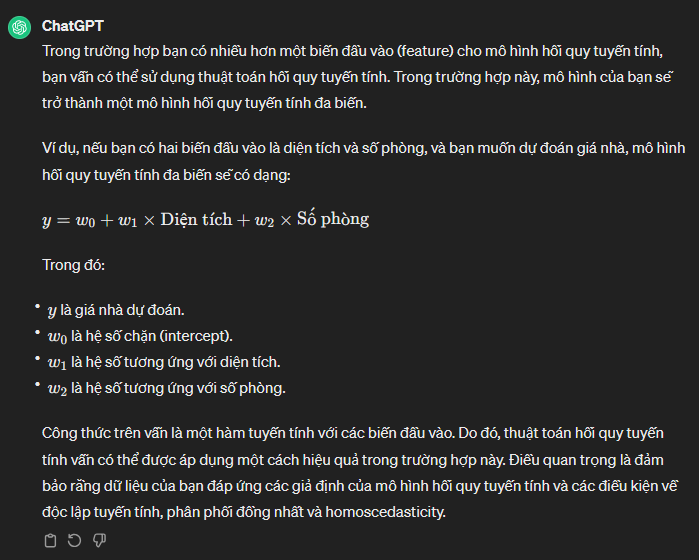 ChatGPT
Trong trường hợp bạn có nhiều hơn một biến đầu vào (feature) cho mô hình hồi quy tuyến tính,
bạn vẫn có thể sử dụng thuật toán hồi quy tuyến tính. Trong trường hợp này, mô hình của bạn sẽ
trở thành một mô hình hồi quy tuyến tính đa biến.
Ví dụ, nếu bạn có hai biến đầu vào là diện tích và số phòng, và bạn muốn dự đoán giá nhà, mô hình
hồi quy tuyến tính đa biến sẽ có dạng:
y = w₀ + w₁ × Diện tích + w₂ × Số phòng
Trong đó:
• y là giá nhà dự đoán.
• w₀ là hệ số chặn (intercept).
• w₁ là hệ số tương ứng với diện tích.
• w₂ là hệ số tương ứng với số phòng.
Công thức trên vẫn là một hàm tuyến tính với các biến đầu vào. Do đó, thuật toán hồi quy tuyến
tính vẫn có thể được áp dụng một cách hiệu quả trong trường hợp này. Điều quan trọng là đảm
bảo rằng dữ liệu của bạn đáp ứng các giả định của mô hình hồi quy tuyến tính và các điều kiện về
độc lập tuyến tính, phân phối đồng nhất và homoscedasticity.